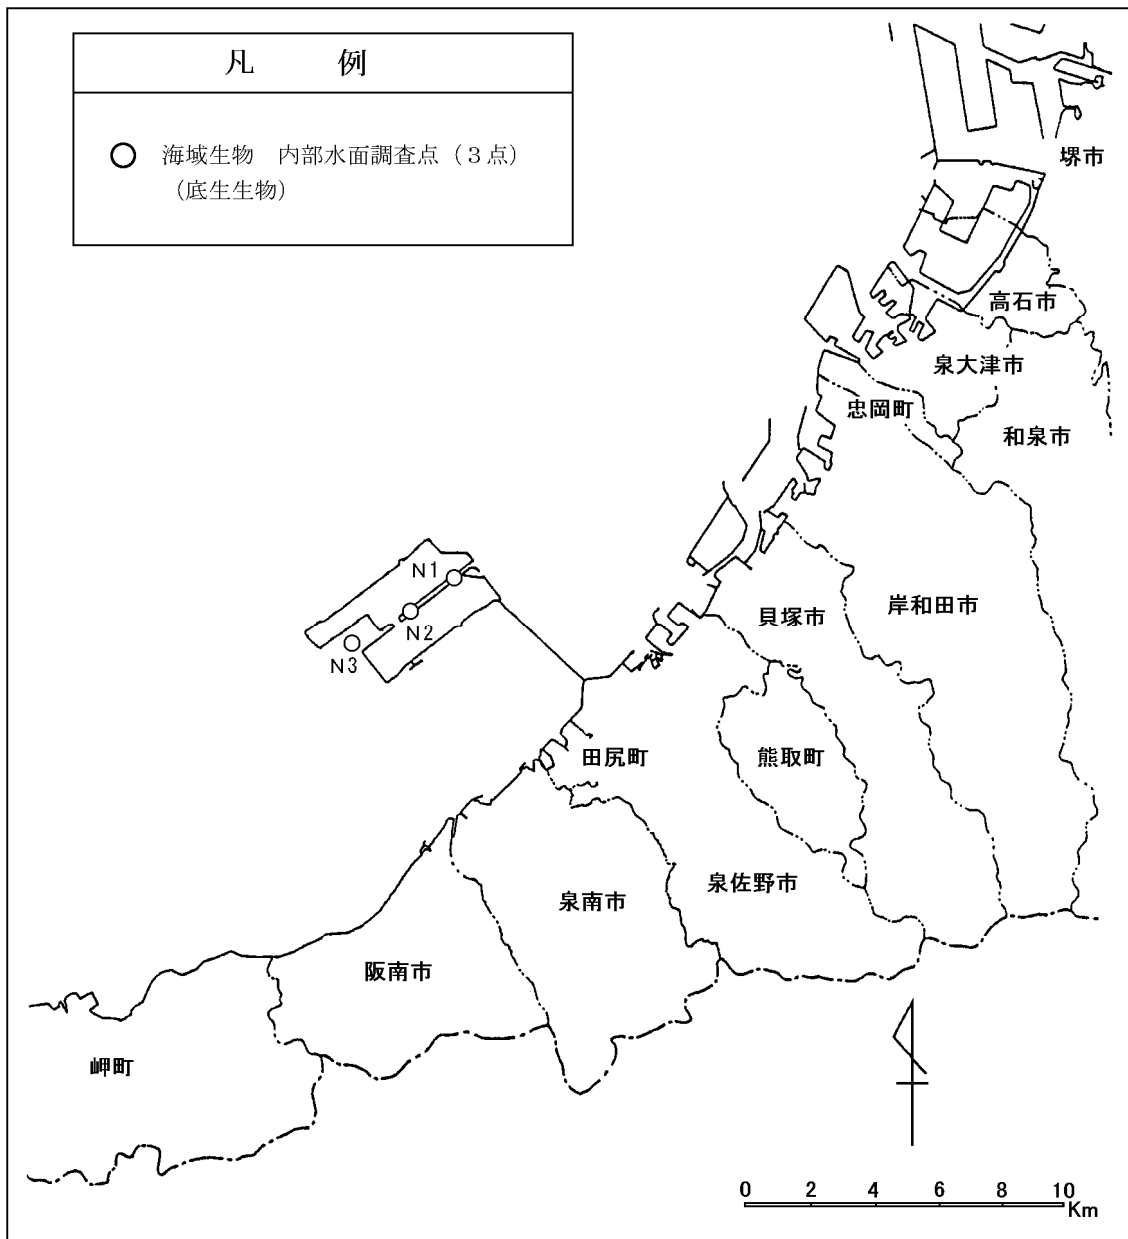 凡　例
海域生物　内部水面調査点（３点）
（底生生物）
堺市
高石市
泉大津市
忠岡町
和泉市
N1
N2
N3
貝塚市
岸和田市
田尻町
熊取町
泉佐野市
泉南市
阪南市
岬町
0 2 4 6 8 10
Km